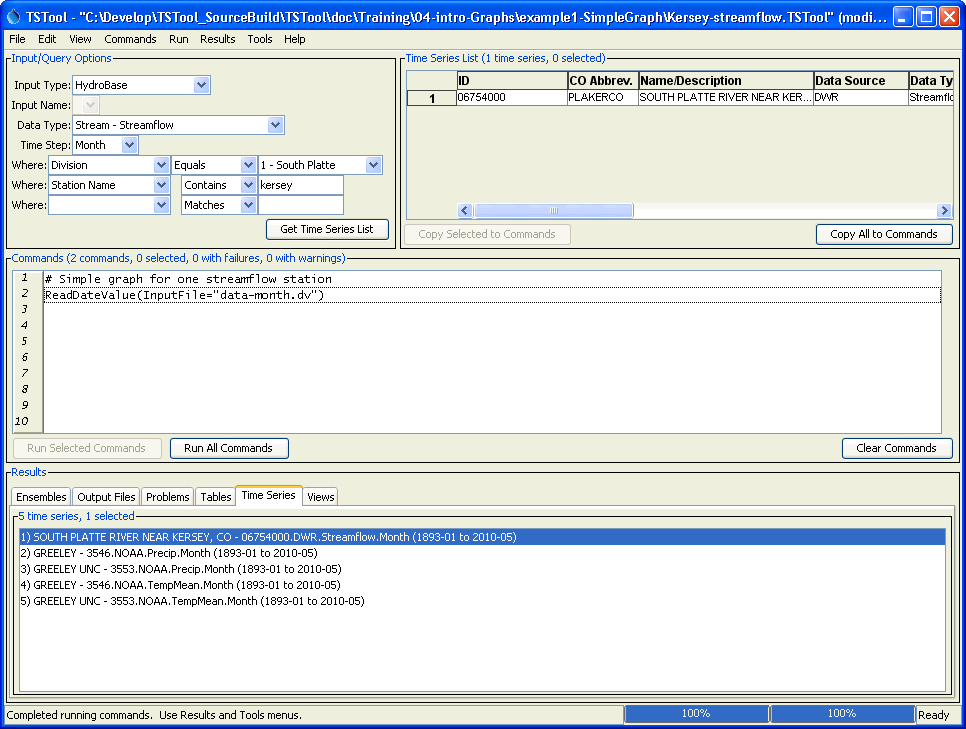 TSTool - "C:\Develop\TSTool_SourceBuild\TSTool\doc\Training\04-intro-Graphs\example1-SimpleGraph\Kersey-streamflow.TSTool" (modi...
File Edit View Commands Run Results Tools Help
Input/Query Options
Input Type: HydroBase
Input Name:
Data Type: Stream - Streamflow
Time Step: Month
Where: Division Equals 1 - South Platte
Where: Station Name Contains kersey
Where: Matches
Get Time Series List
Time Series List (1 time series, 0 selected)
ID CO Abbrev. Name/Description Data Source Data Ty
1 06754000 PLAKERCO SOUTH PLATTE RIVER NEAR KER... DWR Streamflo
Copy Selected to Commands Copy All to Commands
Commands (2 commands, 0 selected, 0 with failures, 0 with warnings)
1 # Simple graph for one streamflow station
2 ReadDateValue(InputFile="data-month.dv")
3
4
5
6
7
8
9
10
Run Selected Commands Run All Commands Clear Commands
Results
Ensembles Output Files Problems Tables Time Series Views
5 time series, 1 selected
1) SOUTH PLATTE RIVER NEAR KERSEY, CO - 06754000.DWR.Streamflow.Month (1893-01 to 2010-05)
2) GREELEY - 3546.NOAA.Precip.Month (1893-01 to 2010-05)
3) GREELEY UNC - 3553.NOAA.Precip.Month (1893-01 to 2010-05)
4) GREELEY - 3546.NOAA.TempMean.Month (1893-01 to 2010-05)
5) GREELEY UNC - 3553.NOAA.TempMean.Month (1893-01 to 2010-05)
Completed running commands. Use Results and Tools menus. 100% 100% Ready